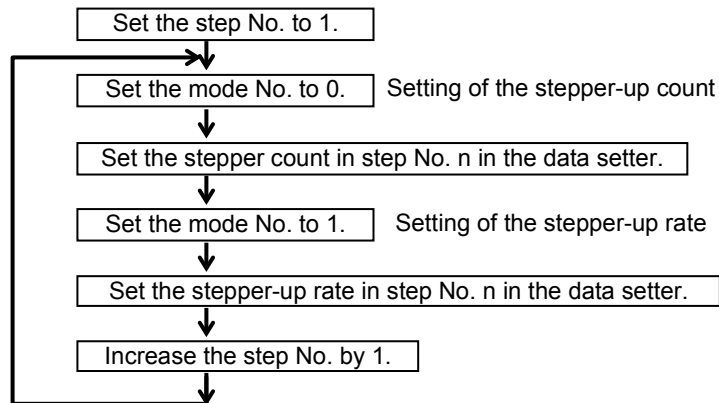 Set the step No. to 1.
Set the mode No. to 0. Setting of the stepper-up count
Set the stepper count in step No. n in the data setter.
Set the mode No. to 1. Setting of the stepper-up rate
Set the stepper-up rate in step No. n in the data setter.
Increase the step No. by 1.